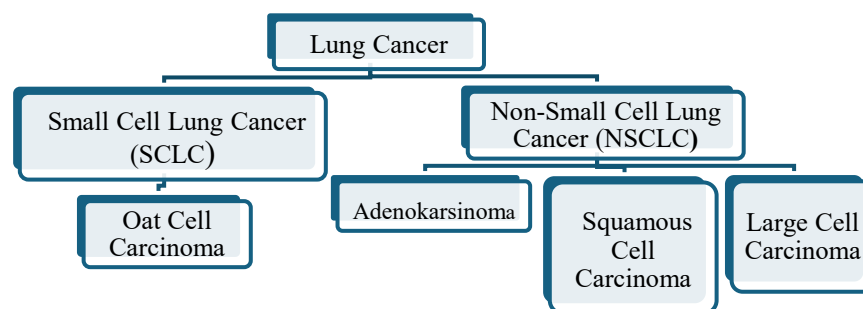 Lung Cancer
Small Cell Lung Cancer
(SCLC)
Non-Small Cell Lung
Cancer (NSCLC)
Oat Cell
Carcinoma
Adenokarsinoma
Squamous
Cell
Carcinoma
Large Cell
Carcinoma